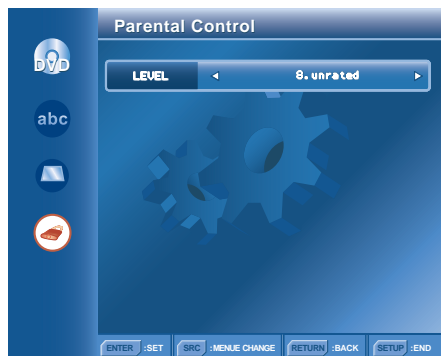 Parental Control
DVD
LEVEL 8.unrated
abc
ENTER :SET SRC :MENUE CHANGE RETURN :BACK SETUP :END